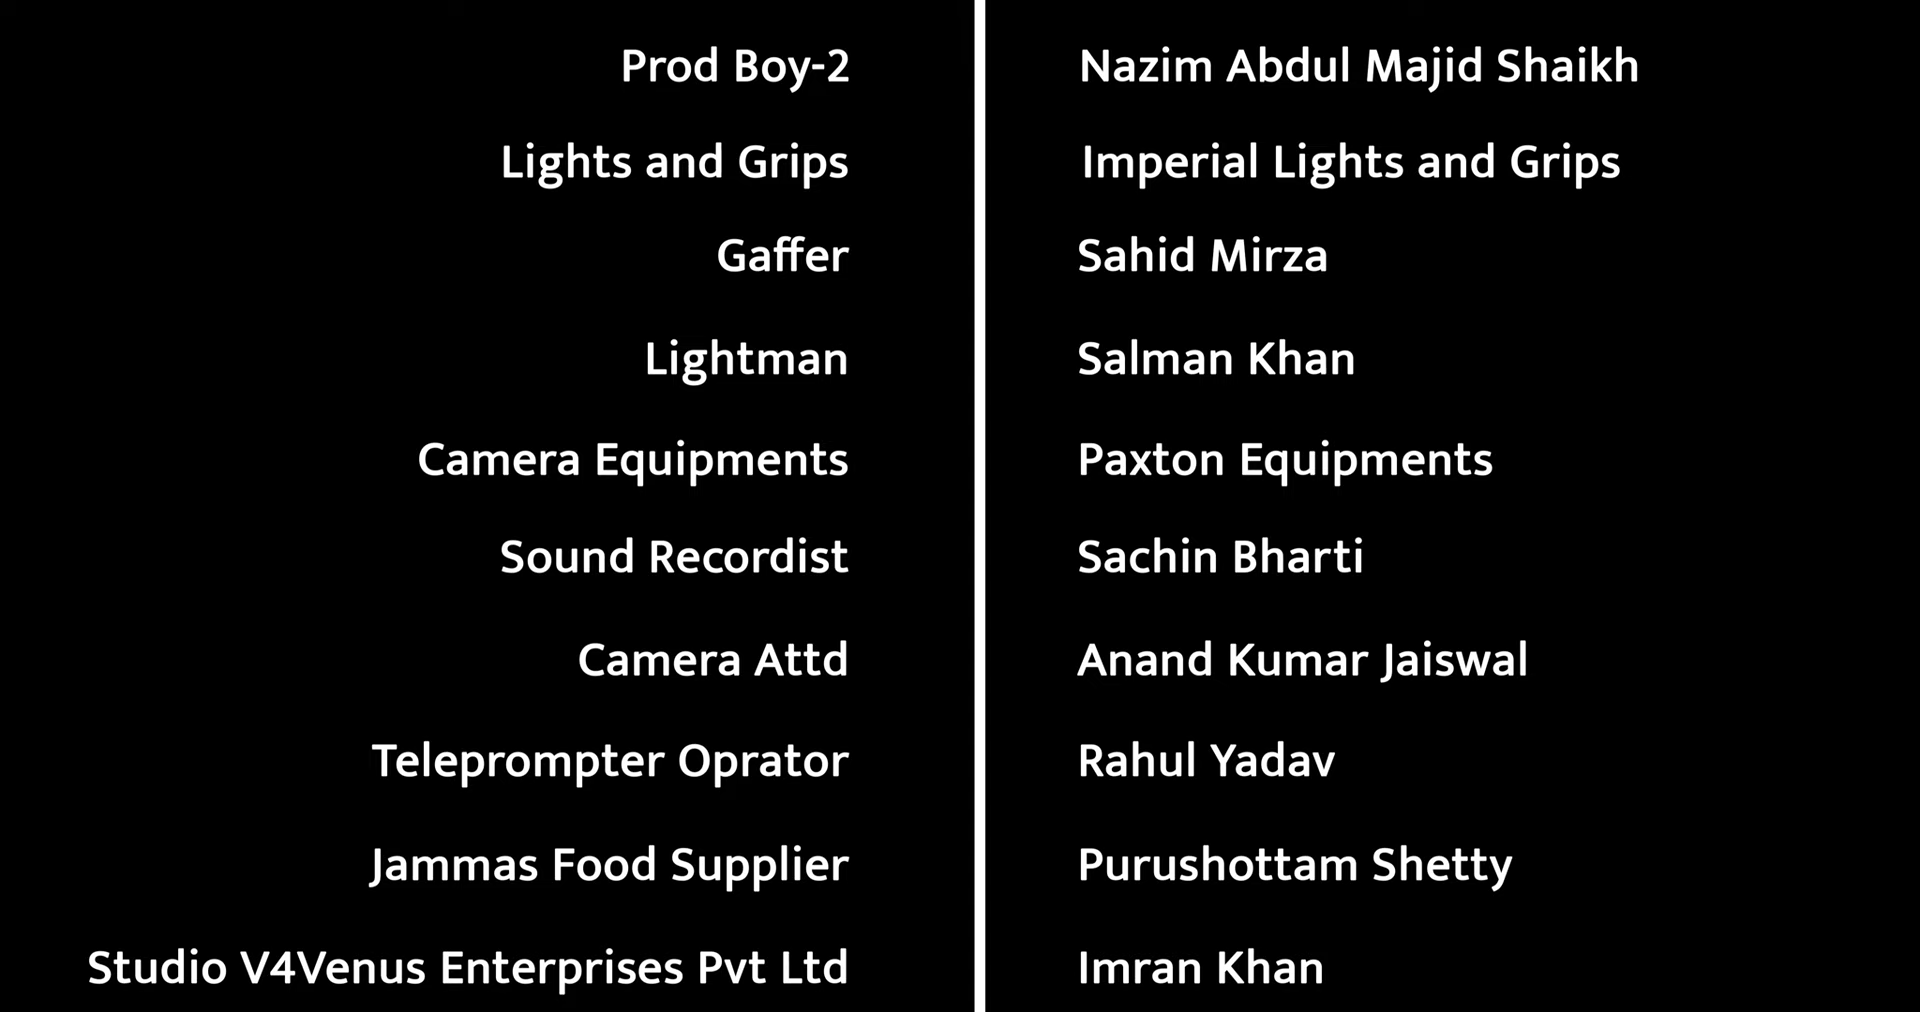 Prod Boy-2 Nazim Abdul Majid Shaikh
Lights and Grips Imperial Lights and Grips
Gaffer Sahid Mirza
Lightman Salman Khan
Camera Equipments Paxton Equipments
Sound Recordist Sachin Bharti
Camera Attd Anand Kumar Jaiswal
Teleprompter Oprator Rahul Yadav
Jammas Food Supplier Purushottam Shetty
Studio V4Venus Enterprises Pvt Ltd Imran Khan